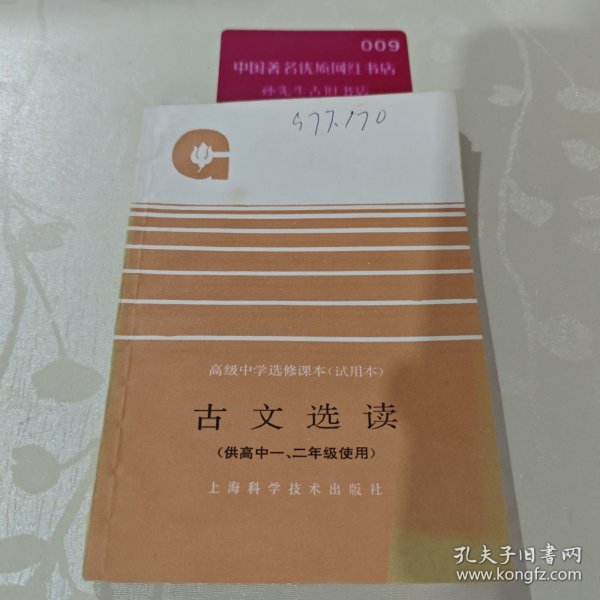 009
中国著名优质网红书店
孙先生古旧书店
577.170
高级中学选修课本（试用本）
古文选读
（供高中一、二年级使用）
上海科学技术出版社
孔夫子旧书网
www.kongfz.com